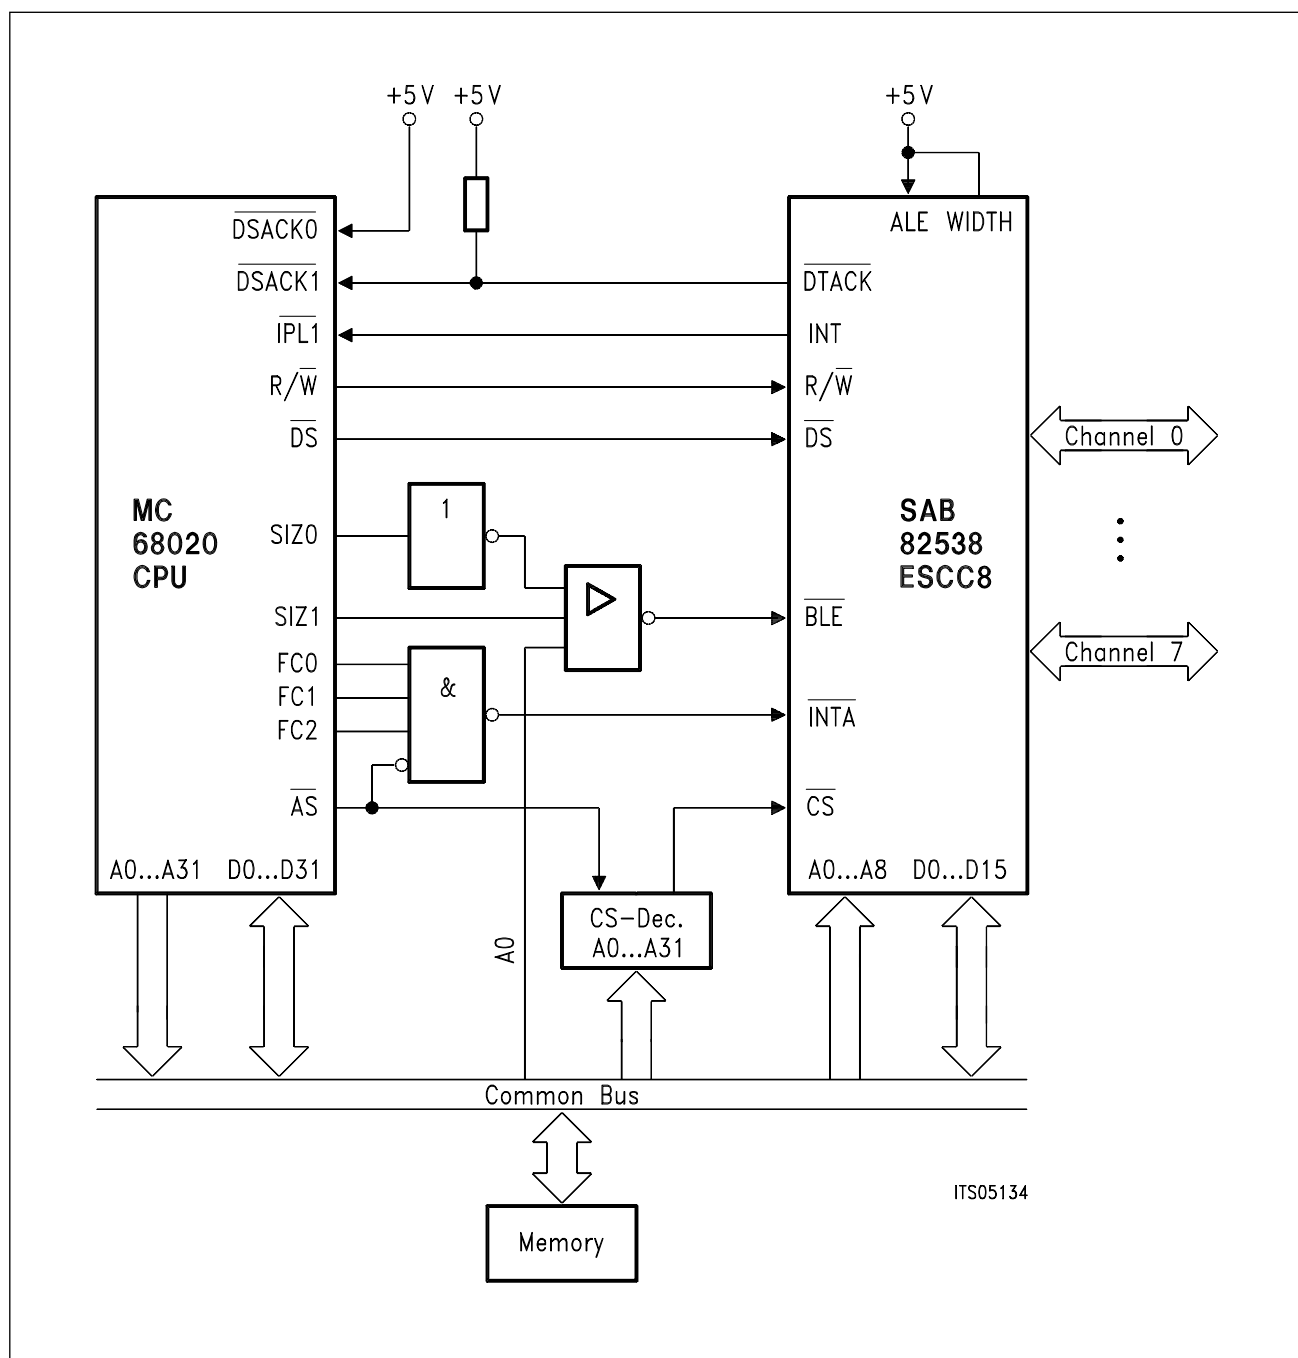 +5V +5V +5V
DSACK0
ALE WIDTH
DSACK1
DTACK
IPL1
INT
R/W
R/W
DS
DS
Channel 0
MC
68020
CPU
SIZ0
1
SAB
82538
ESCC8
SIZ1
BLE
Channel 7
FC0
FC1
FC2
&
INTA
AS
CS
A0...A31 D0...D31
A0...A8 D0...D15
CS-Dec.
A0...A31
A0
Common Bus
ITS05134
Memory